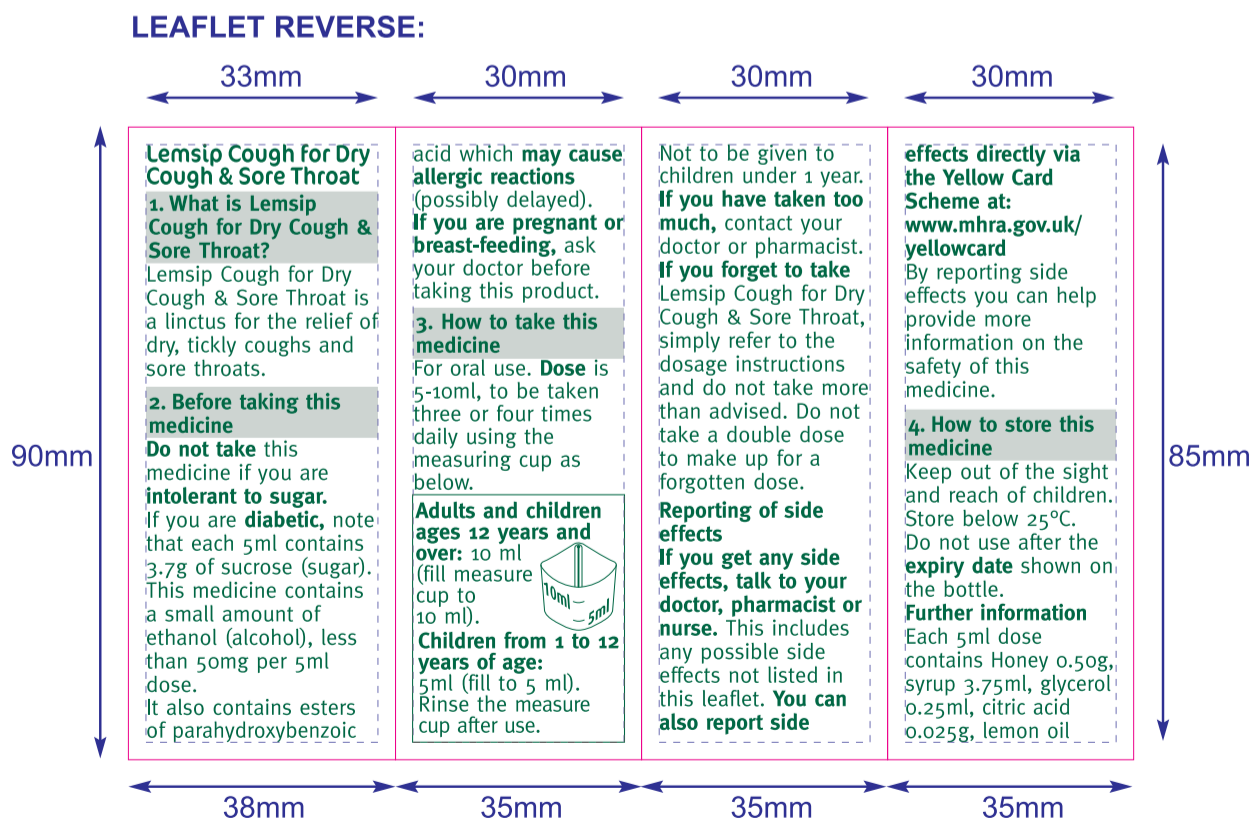 LEAFLET REVERSE:
33mm
30mm
30mm
30mm
90mm
85mm
Lemsip Cough for Dry
Cough & Sore Throat
1. What is Lemsip
Cough for Dry Cough &
Sore Throat?
Lemsip Cough for Dry
Cough & Sore Throat is
a linctus for the relief of
dry, tickly coughs and
sore throats.
2. Before taking this
medicine
Do not take this
medicine if you are
intolerant to sugar.
If you are diabetic, note
that each 5ml contains
3.7g of sucrose (sugar).
This medicine contains
a small amount of
ethanol (alcohol), less
than 50mg per 5ml
dose.
It also contains esters
of parahydroxybenzoic
acid which may cause
allergic reactions
(possibly delayed).
If you are pregnant or
breast-feeding, ask
your doctor before
taking this product.
3. How to take this
medicine
For oral use. Dose is
5-10ml, to be taken
three or four times
daily using the
measuring cup as
below.
Adults and children
ages 12 years and
over: 10 ml
(fill measure
cup to
10 ml).
10ml
5ml
Children from 1 to 12
years of age:
5ml (fill to 5 ml).
Rinse the measure
cup after use.
Not to be given to
children under 1 year.
If you have taken too
much, contact your
doctor or pharmacist.
If you forget to take
Lemsip Cough for Dry
Cough & Sore Throat,
simply refer to the
dosage instructions
and do not take more
than advised. Do not
take a double dose
to make up for a
forgotten dose.
Reporting of side
effects
If you get any side
effects, talk to your
doctor, pharmacist or
nurse. This includes
any possible side
effects not listed in
this leaflet. You can
also report side
effects directly via
the Yellow Card
Scheme at:
www.mhra.gov.uk/
yellowcard
By reporting side
effects you can help
provide more
information on the
safety of this
medicine.
4. How to store this
medicine
Keep out of the sight
and reach of children.
Store below 25°C.
Do not use after the
expiry date shown on
the bottle.
Further information
Each 5ml dose
contains Honey 0.50g,
syrup 3.75ml, glycerol
0.25ml, citric acid
0.025g, lemon oil
38mm
35mm
35mm
35mm